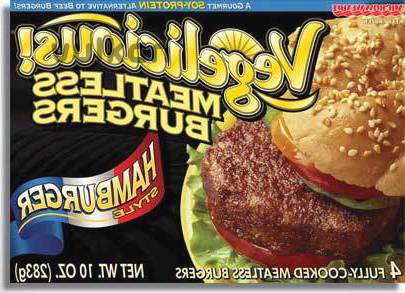 A GOURMET SOY-PROTEIN ALTERNATIVE TO BEEF BURGERS!
Vegelicious!
MEATLESS
BURGERS
HAMBURGER
STYLE
4 FULLY-COOKED MEATLESS BURGERS
NET WT. 10 OZ. (283g)